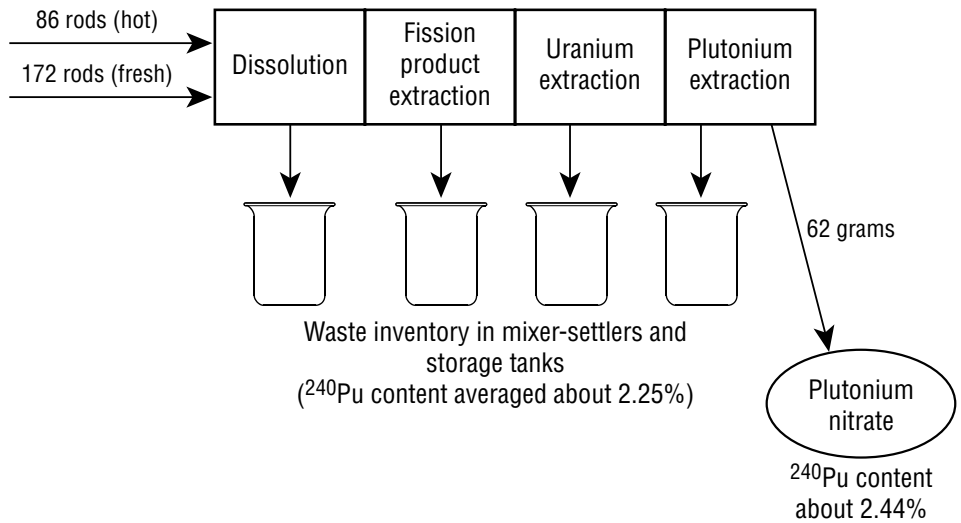 86 rods (hot)
172 rods (fresh)
Dissolution
Fission
product
extraction
Uranium
extraction
Plutonium
extraction
62 grams
Waste inventory in mixer-settlers and
storage tanks
(²⁴⁰Pu content averaged about 2.25%)
Plutonium
nitrate
²⁴⁰Pu content
about 2.44%